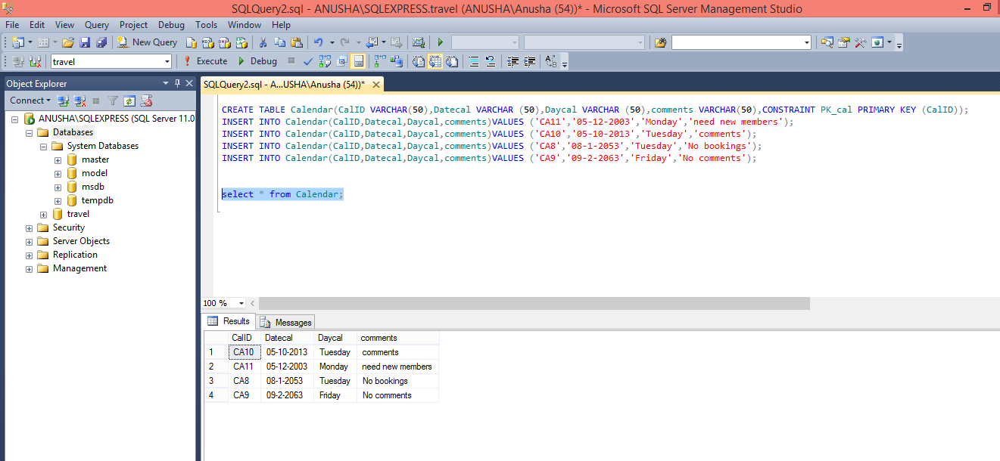 SQLQuery2.sql - ANUSHA\SQLEXPRESS.travel (ANUSHA\Anusha (54))* - Microsoft SQL Server Management Studio
File Edit View Query Project Debug Tools Window Help
New Query
travel Execute Debug
Object Explorer
Connect
ANUSHA\SQLEXPRESS (SQL Server 11.0
Databases
System Databases
master
model
msdb
tempdb
travel
Security
Server Objects
Replication
Management
SQLQuery2.sql - A...USHA\Anusha (54))*
CREATE TABLE Calendar(CalID VARCHAR(50),Datecal VARCHAR (50),Daycal VARCHAR (50),comments VARCHAR(50),CONSTRAINT PK_cal PRIMARY KEY (CalID));
INSERT INTO Calendar(CalID,Datecal,Daycal,comments)VALUES ('CA11','05-12-2003','Monday','need new members');
INSERT INTO Calendar(CalID,Datecal,Daycal,comments)VALUES ('CA10','05-10-2013','Tuesday','comments');
INSERT INTO Calendar(CalID,Datecal,Daycal,comments)VALUES ('CA8','08-1-2053','Tuesday','No bookings');
INSERT INTO Calendar(CalID,Datecal,Daycal,comments)VALUES ('CA9','09-2-2063','Friday','No comments');
select * from Calendar;
100 %
Results Messages
CalID Datecal Daycal comments
1 CA10 05-10-2013 Tuesday comments
2 CA11 05-12-2003 Monday need new members
3 CA8 08-1-2053 Tuesday No bookings
4 CA9 09-2-2063 Friday No comments